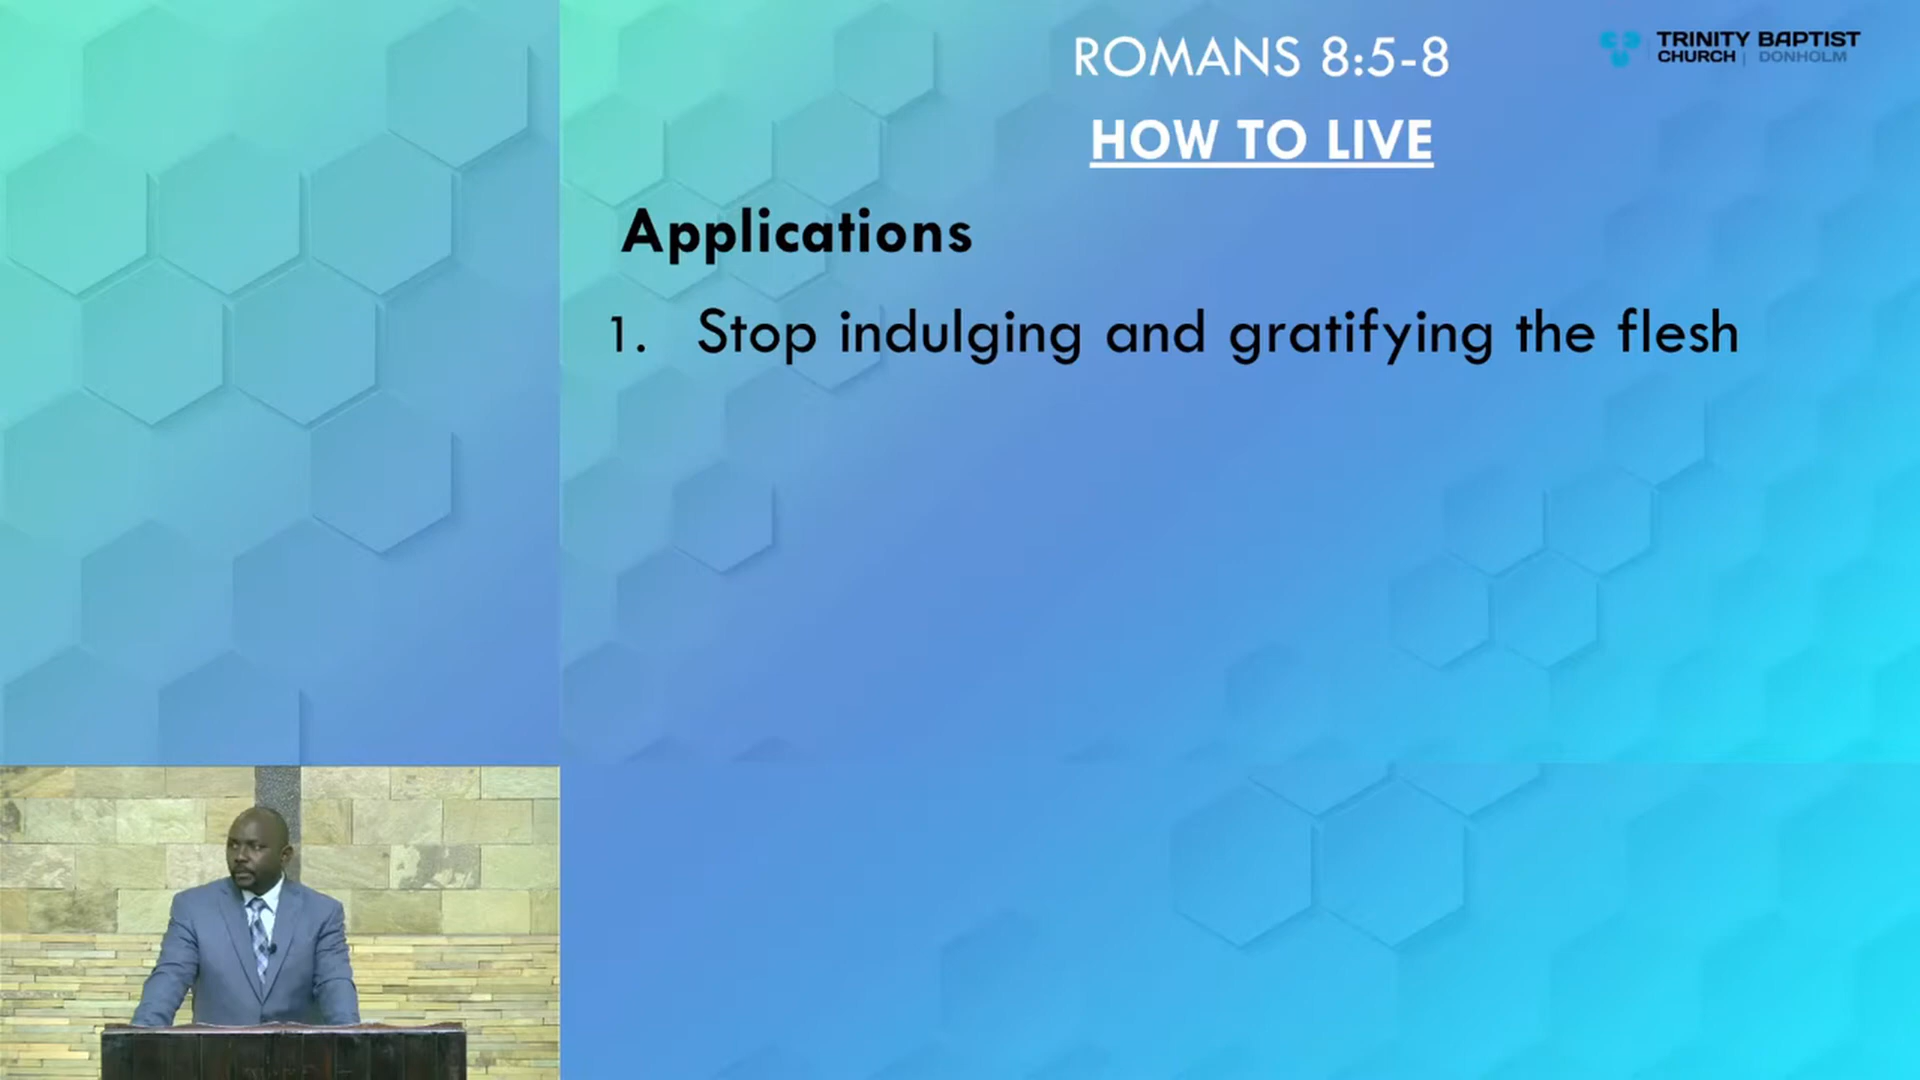 ROMANS 8:5-8
TRINITY BAPTIST
CHURCH | DONHOLM
HOW TO LIVE
Applications
1. Stop indulging and gratifying the flesh